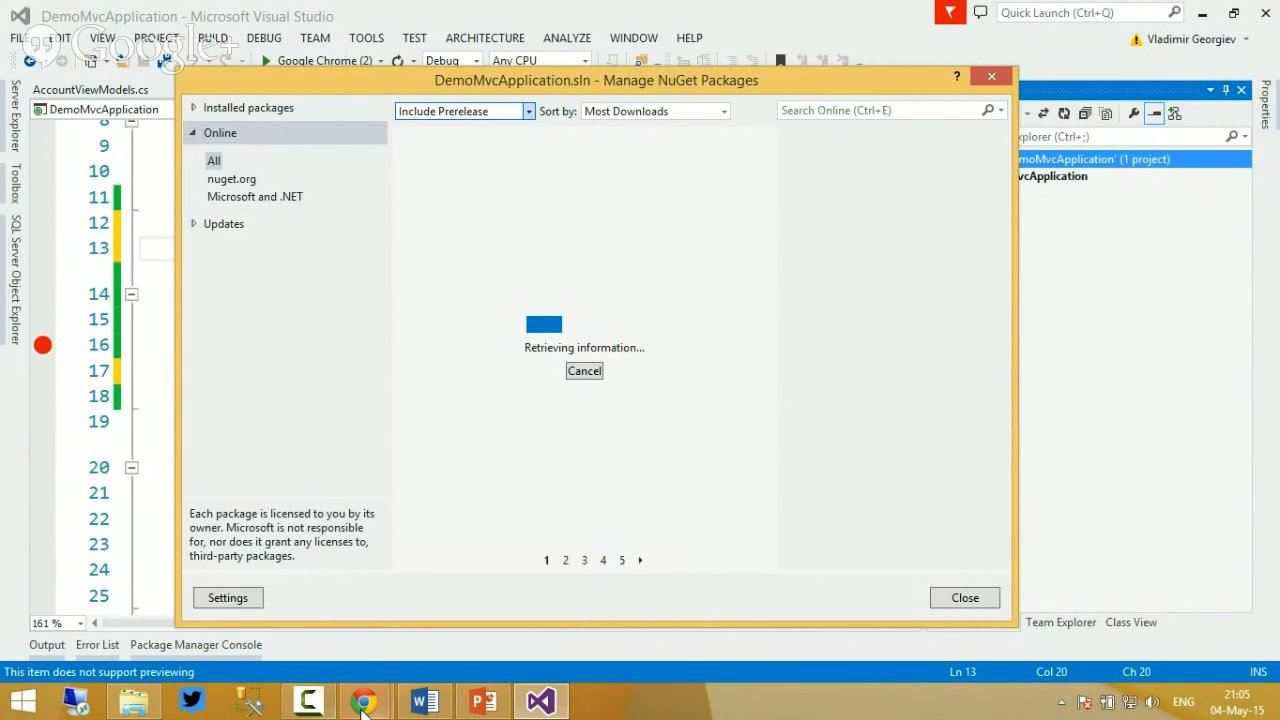 DemoMvcApplication - Microsoft Visual Studio
Quick Launch (Ctrl+Q)
FILE EDIT VIEW PROJECT BUILD DEBUG TEAM TOOLS TEST ARCHITECTURE ANALYZE WINDOW HELP
Vladimir Georgiev
Google+
Google Chrome (2)
Debug
Any CPU
AccountViewModels.cs
DemoMvcApplication
DemoMvcApplication.sln - Manage NuGet Packages
?
Installed packages
Online
All
nuget.org
Microsoft and .NET
Updates
Include Prerelease
Sort by:
Most Downloads
Search Online (Ctrl+E)
Retrieving information...
Cancel
Each package is licensed to you by its
owner. Microsoft is not responsible
for, nor does it grant any licenses to,
third-party packages.
1 2 3 4 5
Settings
Close
xplorer (Ctrl+;)
emoMvcApplication' (1 project)
vcApplication
Server Explorer
Toolbox
SQL Server Object Explorer
Properties
8
9
10
11
12
13
14
15
16
17
18
19
20
21
22
23
24
25
161 %
Team Explorer
Class View
Output
Error List
Package Manager Console
This item does not support previewing
Ln 13
Col 20
Ch 20
INS
ENG
21:05
04-May-15